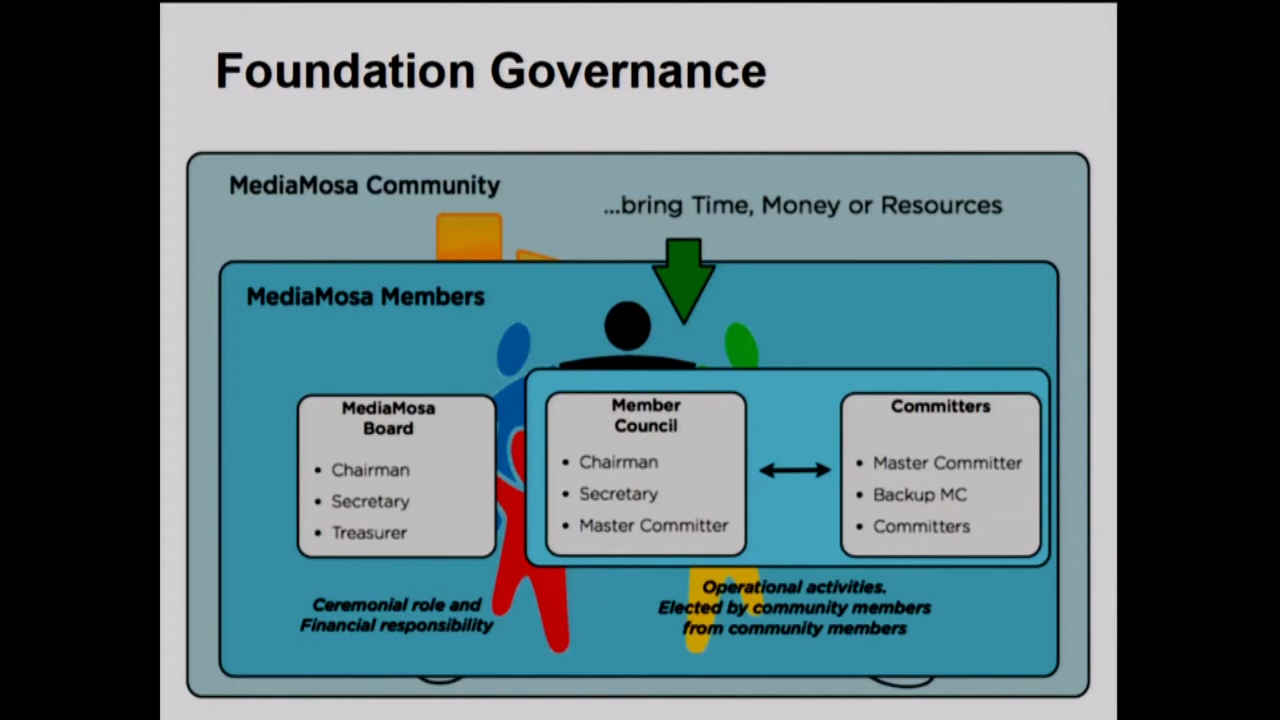 Foundation Governance
MediaMosa Community
...bring Time, Money or Resources
MediaMosa Members
MediaMosa
Board
• Chairman
• Secretary
• Treasurer
Ceremonial role and
Financial responsibility
Member
Council
• Chairman
• Secretary
• Master Committer
Committers
• Master Committer
• Backup MC
• Committers
Operational activities.
Elected by community members
from community members